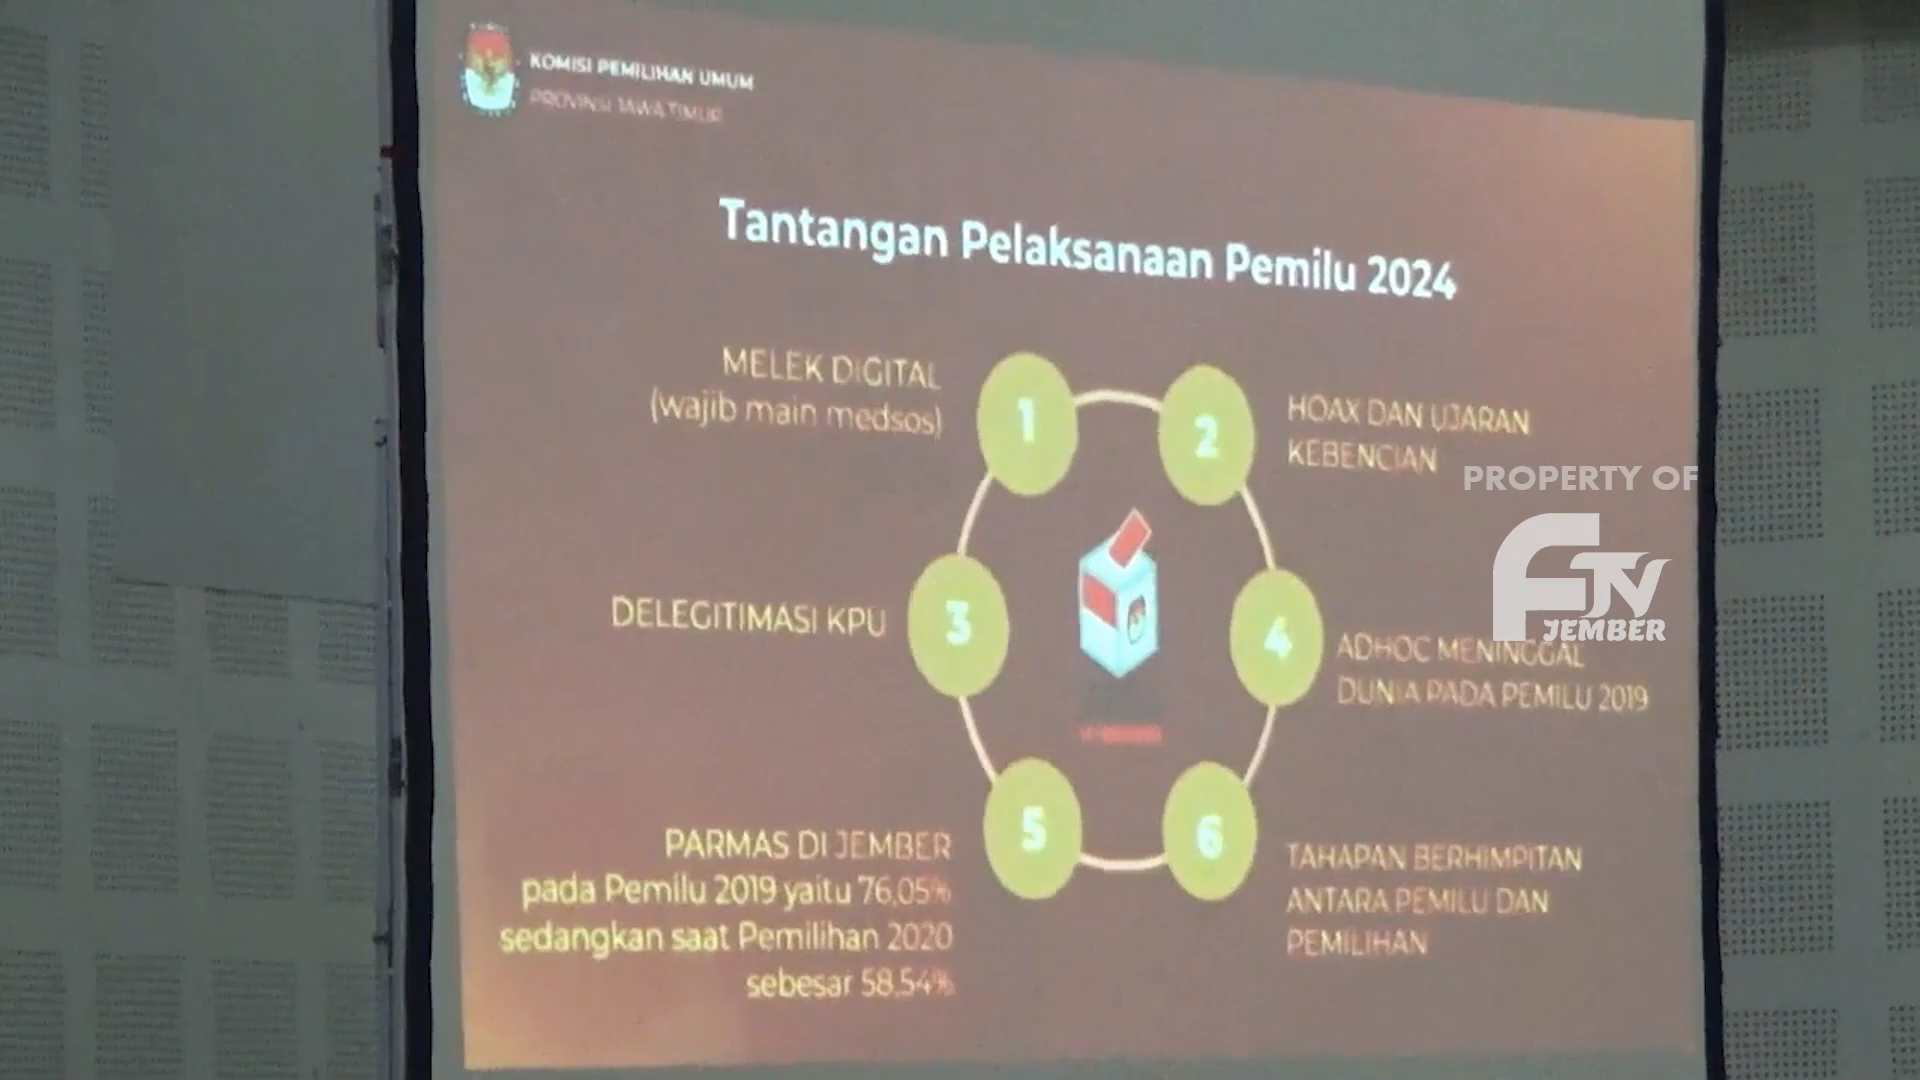 KOMISI PEMILIHAN UMUM
PROVINSI JAWA TIMUR
Tantangan Pelaksanaan Pemilu 2024
MELEK DIGITAL
(wajib main medsos)
1
2
HOAX DAN UJARAN
KEBENCIAN
PROPERTY OF
FTV
JEMBER
DELEGITIMASI KPU
3
4
ADHOC MENINGGAL
DUNIA PADA PEMILU 2019
PARMAS DI JEMBER
pada Pemilu 2019 yaitu 76,05%
sedangkan saat Pemilihan 2020
sebesar 58,54%
5
6
TAHAPAN BERHIMPITAN
ANTARA PEMILU DAN
PEMILIHAN